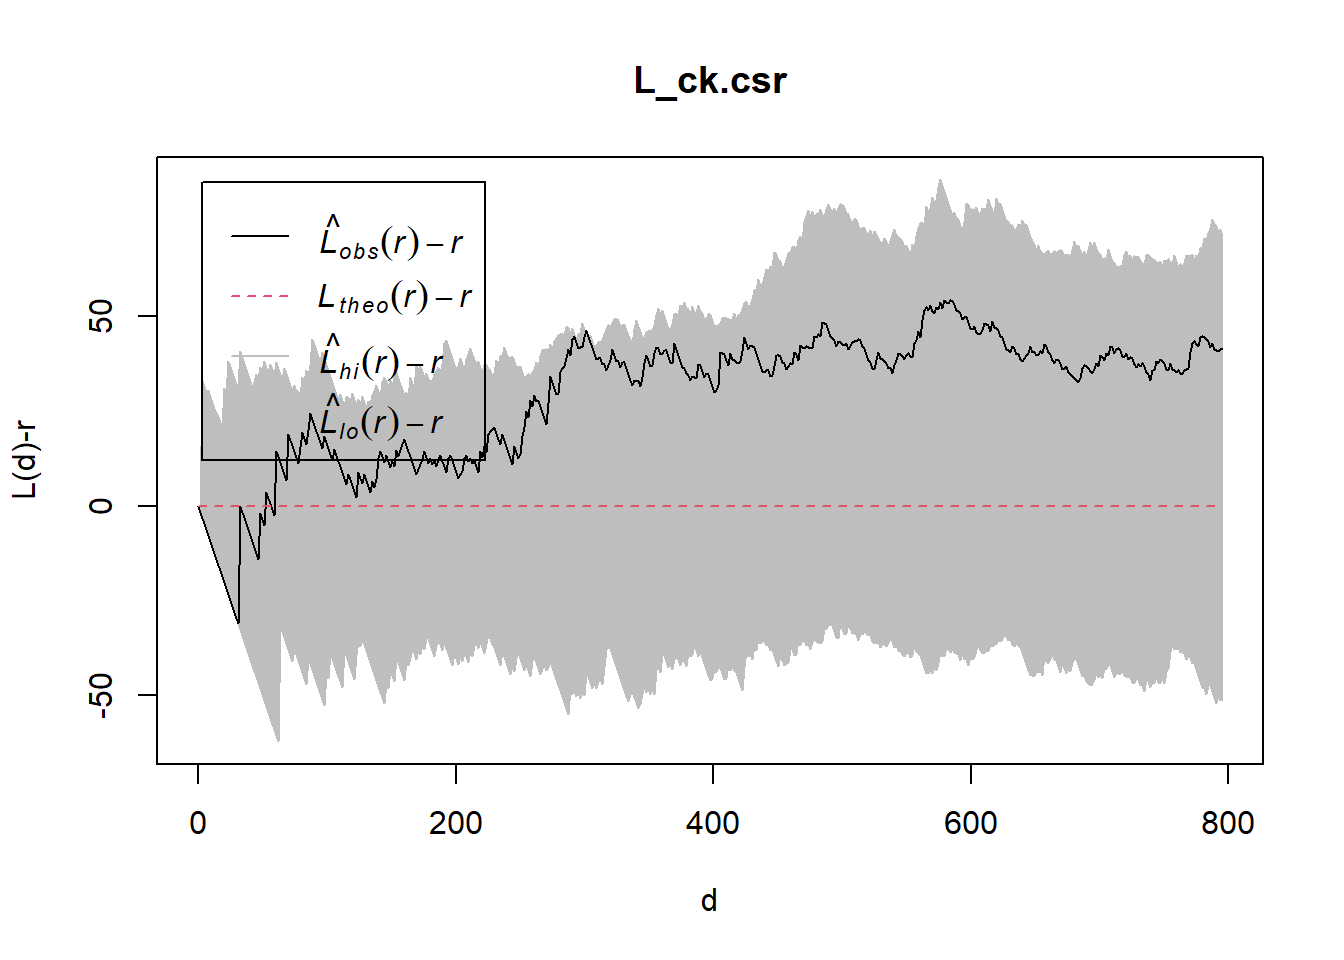 L_ck.csr
L̂obs(r) − r
Ltheo(r) − r
L̂hi(r) − r
L̂lo(r) − r
L(d)-r
50
0
-50
0 200 400 600 800
d